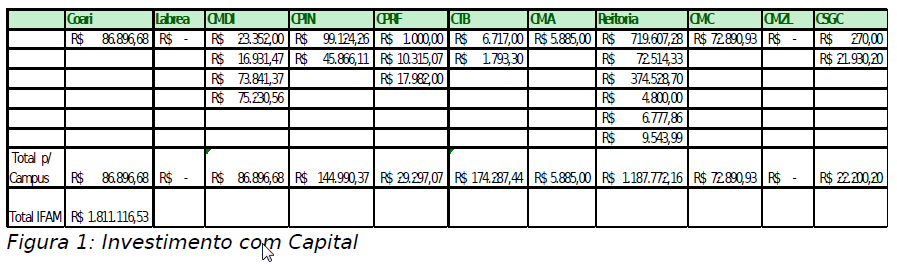 Coari Labrea CMDI CPIN CPRF CTB CMA Reitoria CMC CMZL CSGC
R$ 86.896,68 R$ - R$ 23.352,00 R$ 99.124,26 R$ 1.000,00 R$ 6.717,00 R$ 5.885,00 R$ 719.607,28 R$ 72.890,93 R$ - R$ 270,00
R$ 16.931,47 R$ 45.866,11 R$ 10.315,07 R$ 1.793,30 R$ 72.514,33 R$ 21.930,20
R$ 73.841,37 R$ 17.982,00 R$ 374.528,70
R$ 75.230,56 R$ 4.800,00
R$ 6.777,86
R$ 9.543,99
Total p/
Campus R$ 86.896,68 R$ - R$ 86.896,68 R$ 144.990,37 R$ 29.297,07 R$ 174.287,44 R$ 5.885,00 R$ 1.187.772,16 R$ 72.890,93 R$ - R$ 22.200,20
Total IFAM R$ 1.811.116,53
Figura 1: Investimento com Capital